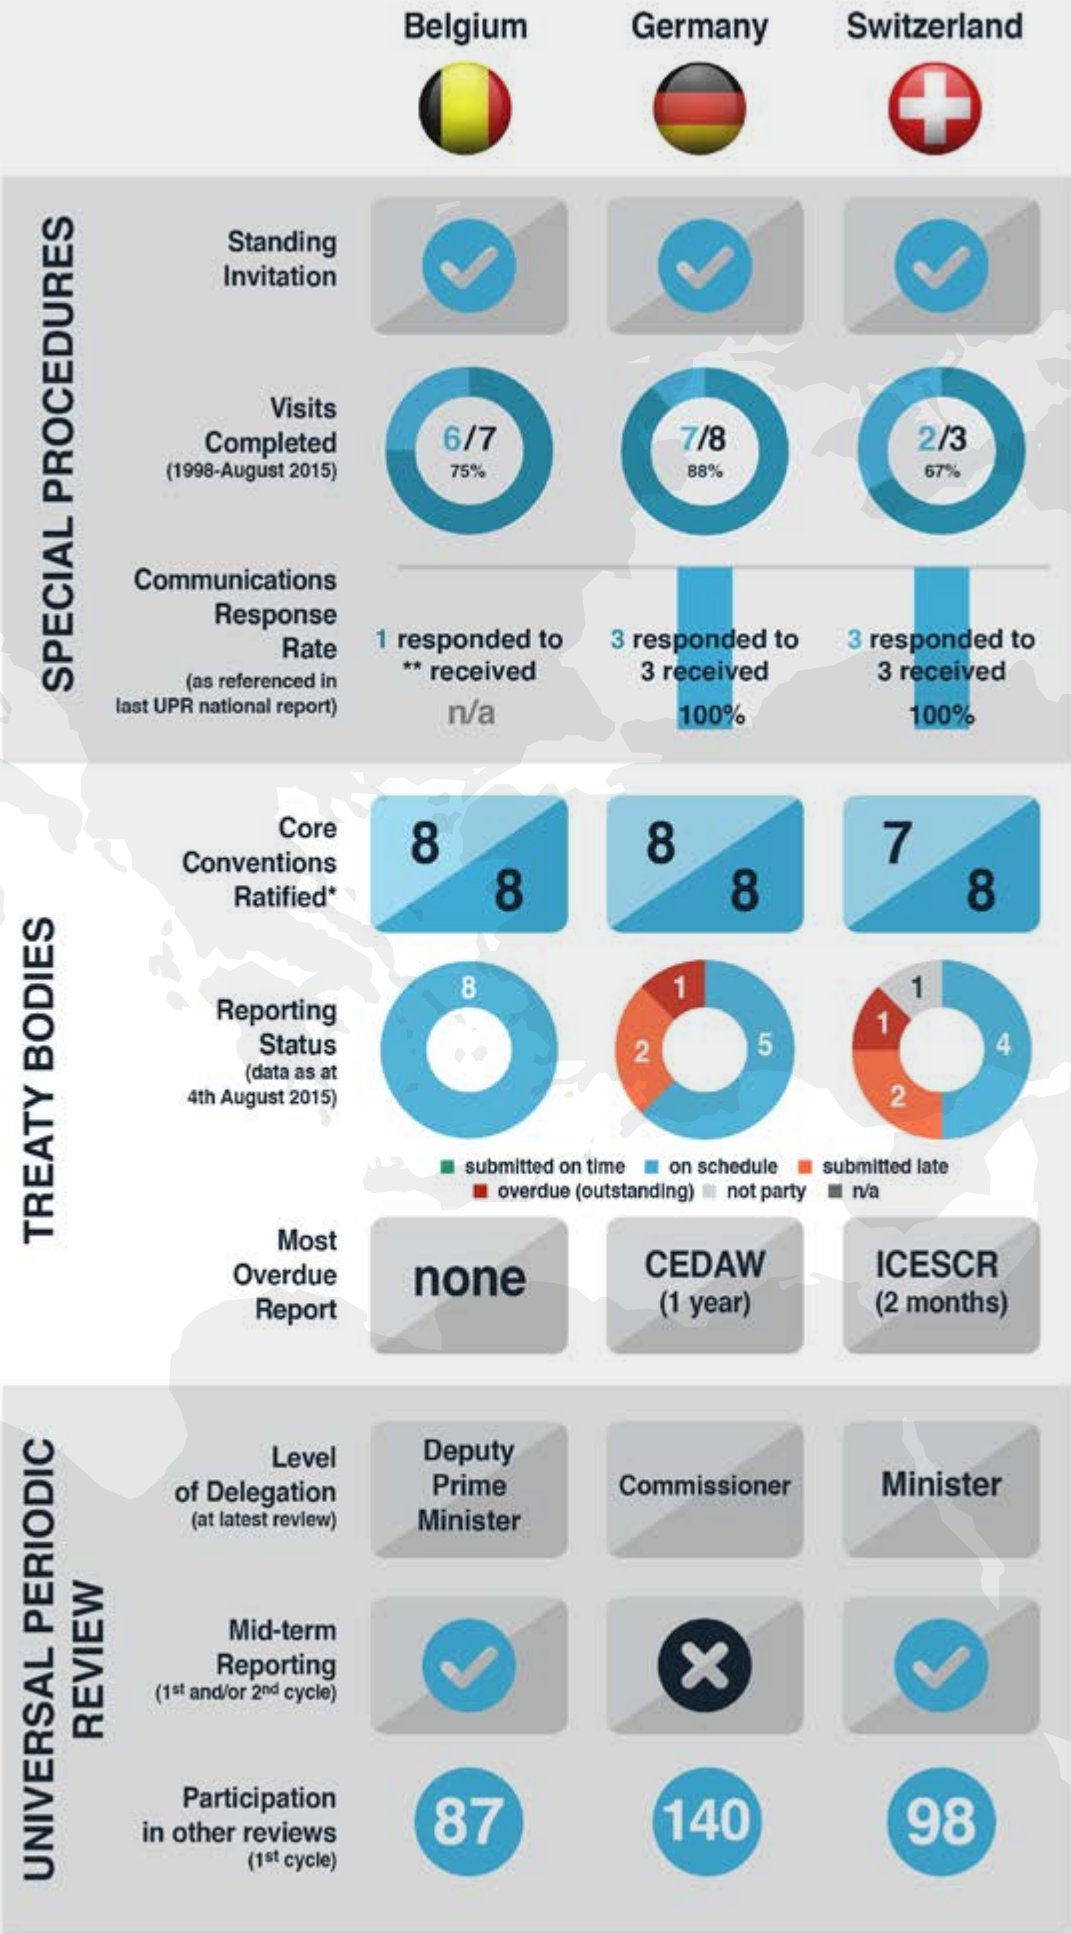 Belgium
Germany
Switzerland
SPECIAL PROCEDURES
Standing
Invitation
Visits
Completed
(1998-August 2015)
6/7
75%
7/8
88%
2/3
67%
Communications
Response
Rate
(as referenced in
last UPR national report)
1 responded to
** received
n/a
3 responded to
3 received
100%
3 responded to
3 received
100%
TREATY BODIES
Core
Conventions
Ratified*
8
8
8
8
7
8
Reporting
Status
(data as at
4th August 2015)
8
1
2
5
1
1
2
4
submitted on time
on schedule
submitted late
overdue (outstanding)
not party
n/a
Most
Overdue
Report
none
CEDAW
(1 year)
ICESCR
(2 months)
UNIVERSAL PERIODIC
REVIEW
Level
of Delegation
(at latest review)
Deputy
Prime
Minister
Commissioner
Minister
Mid-term
Reporting
(1st and/or 2nd cycle)
Participation
in other reviews
(1st cycle)
87
140
98